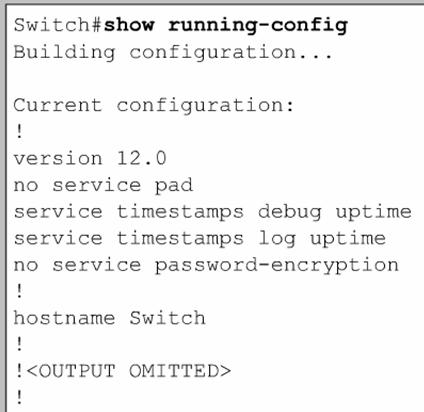 Switch#show running-config
Building configuration...
Current configuration:
!
version 12.0
no service pad
service timestamps debug uptime
service timestamps log uptime
no service password-encryption
!
hostname Switch
!
!<OUTPUT OMITTED>
!